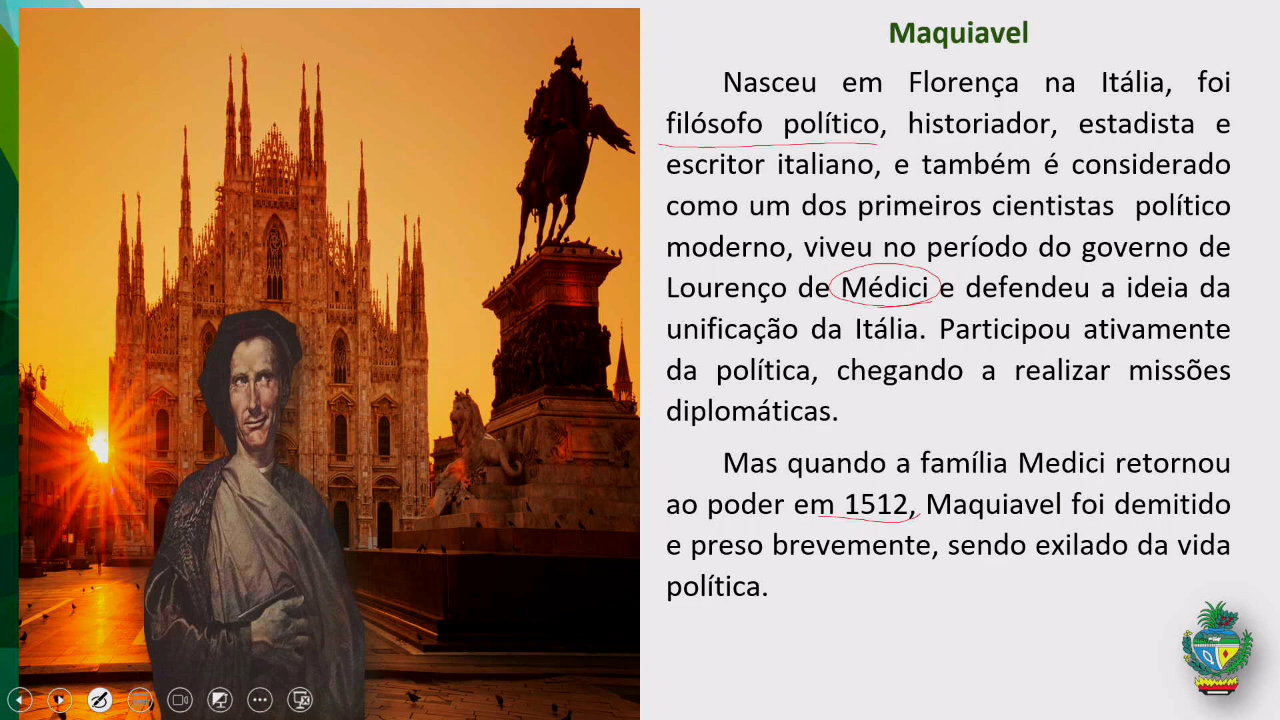 Maquiavel
Nasceu em Florença na Itália, foi
filósofo político, historiador, estadista e
escritor italiano, e também é considerado
como um dos primeiros cientistas político
moderno, viveu no período do governo de
Lourenço de Médici e defendeu a ideia da
unificação da Itália. Participou ativamente
da política, chegando a realizar missões
diplomáticas.
Mas quando a família Medici retornou
ao poder em 1512, Maquiavel foi demitido
e preso brevemente, sendo exilado da vida
política.